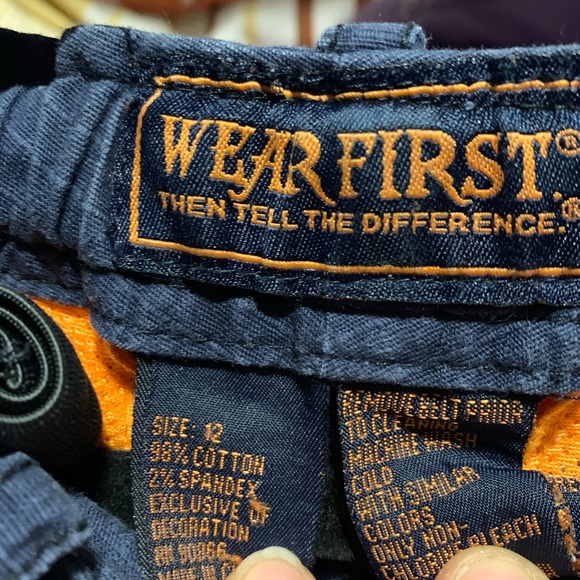 WEAR FIRST.®
THEN TELL THE DIFFERENCE.®
SIZE: 12
98% COTTON
2% SPANDEX
EXCLUSIVE OF
DECORATION
REMOVE BELT PRIOR
TO CLEANING
MACHINE WASH
COLD
WITH SIMILAR
COLORS
ONLY NON-
CHLORINE BLEACH